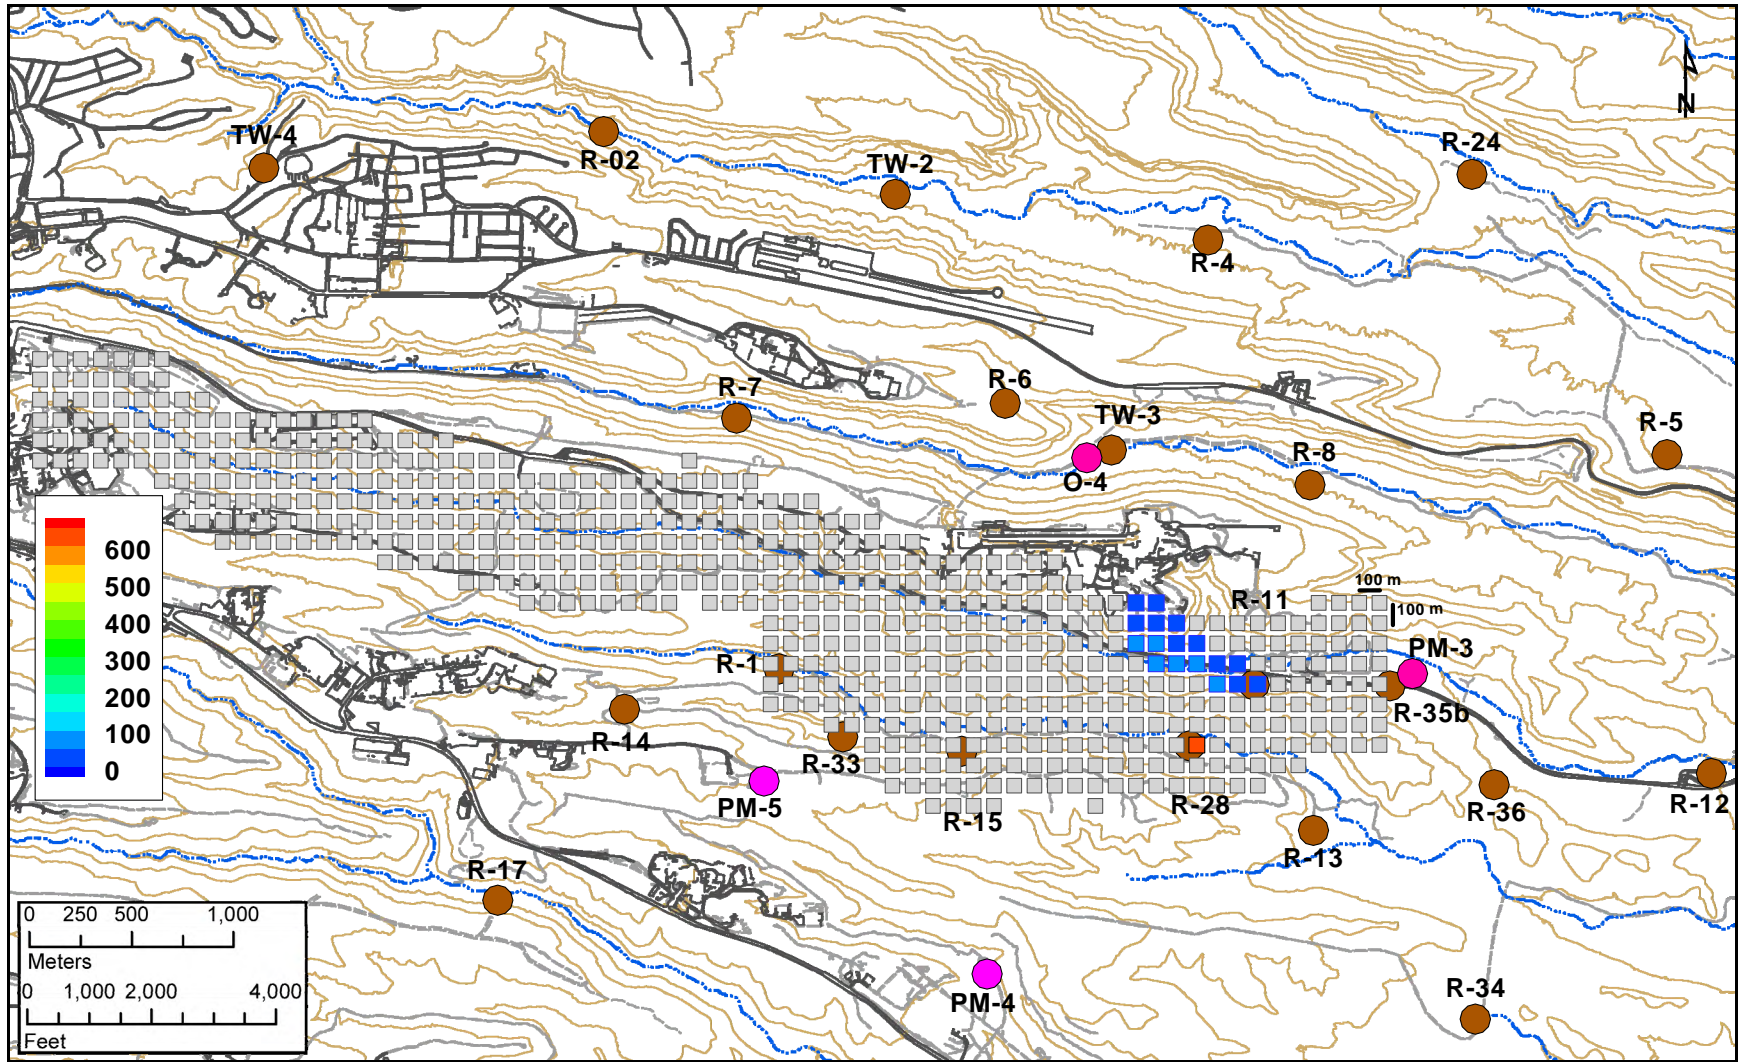 N
TW-4
R-02
TW-2
R-24
R-4
R-7
R-6
TW-3
R-5
R-8
O-4
600
500
400
300
200
100
0
100 m
100 m
R-11
R-1
PM-3
R-35b
R-14
R-33
PM-5
R-15
R-28
R-36
R-12
R-13
R-17
0 250 500 1,000
Meters
0 1,000 2,000 4,000
Feet
PM-4
R-34